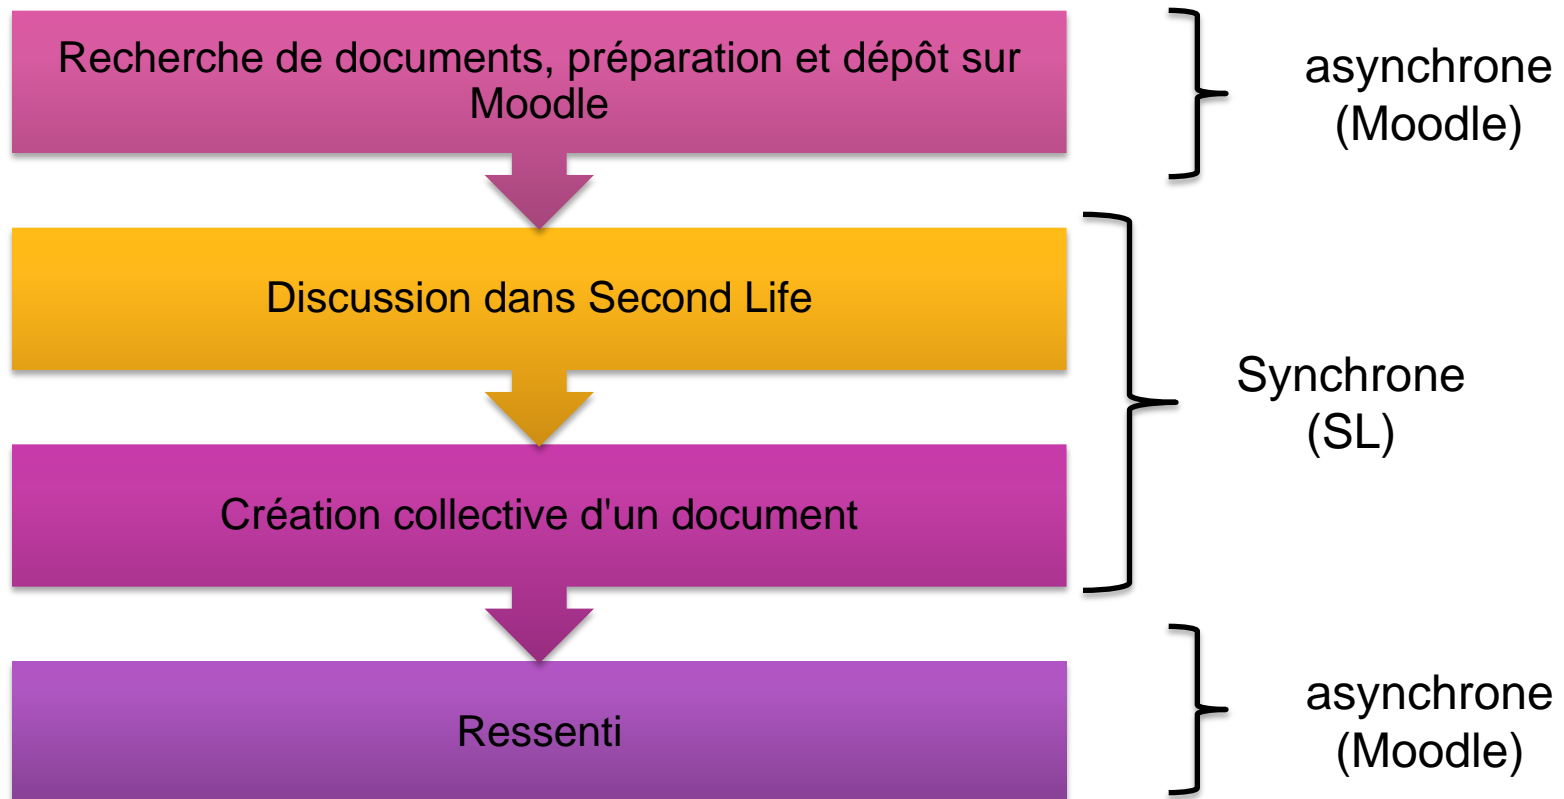 Recherche de documents, préparation et dépôt sur
Moodle
asynchrone
(Moodle)
Discussion dans Second Life
Synchrone
(SL)
Création collective d'un document
Ressenti
asynchrone
(Moodle)